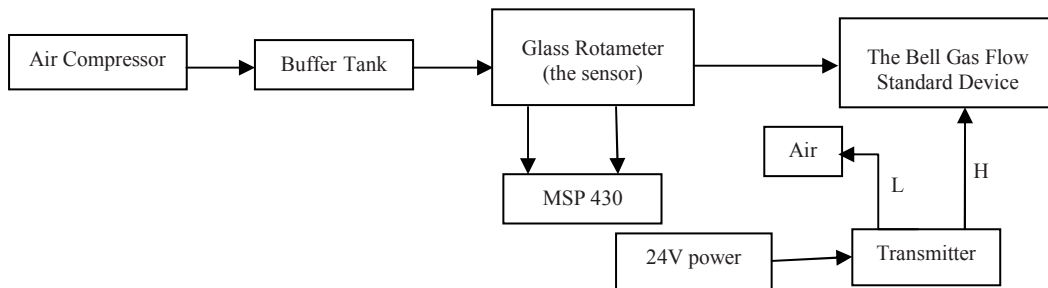 Air Compressor
Buffer Tank
Glass Rotameter
(the sensor)
The Bell Gas Flow
Standard Device
Air
MSP 430
L
H
24V power
Transmitter